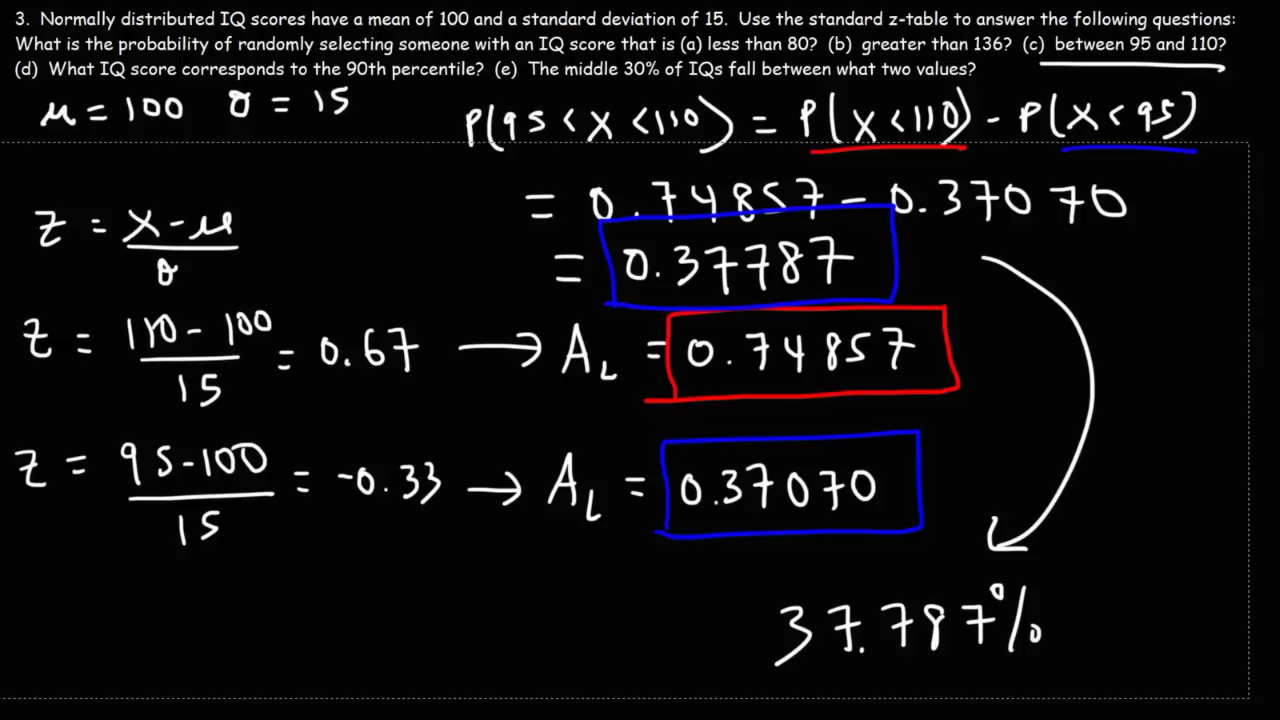 3. Normally distributed IQ scores have a mean of 100 and a standard deviation of 15. Use the standard z-table to answer the following questions:
What is the probability of randomly selecting someone with an IQ score that is (a) less than 80? (b) greater than 136? (c) between 95 and 110?
(d) What IQ score corresponds to the 90th percentile? (e) The middle 30% of IQs fall between what two values?
μ = 100 σ = 15
P(95 < X < 110) = P(X < 110) - P(X < 95)
= 0.74857 - 0.37070
= 0.37787
Z = X - μ / σ
Z = 110 - 100 / 15 = 0.67 → A_L = 0.74857
Z = 95 - 100 / 15 = -0.33 → A_L = 0.37070
37.787%